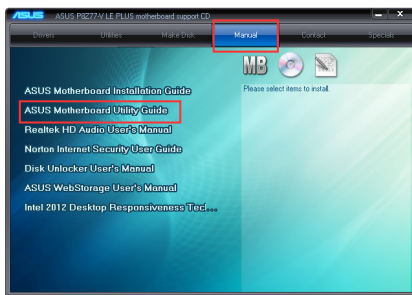 ASUS ASUS P8Z77-V LE PLUS motherboard support CD
Drivers Utilities Make Disk Manual Contact Specials
MB
Please select items to install.
ASUS Motherboard Installation Guide
ASUS Motherboard Utility Guide
Realtek HD Audio User's Manual
Norton Internet Security User Guide
Disk Unlocker User's Manual
ASUS WebStorage User's Manual
Intel 2012 Desktop Responsiveness Tecl...